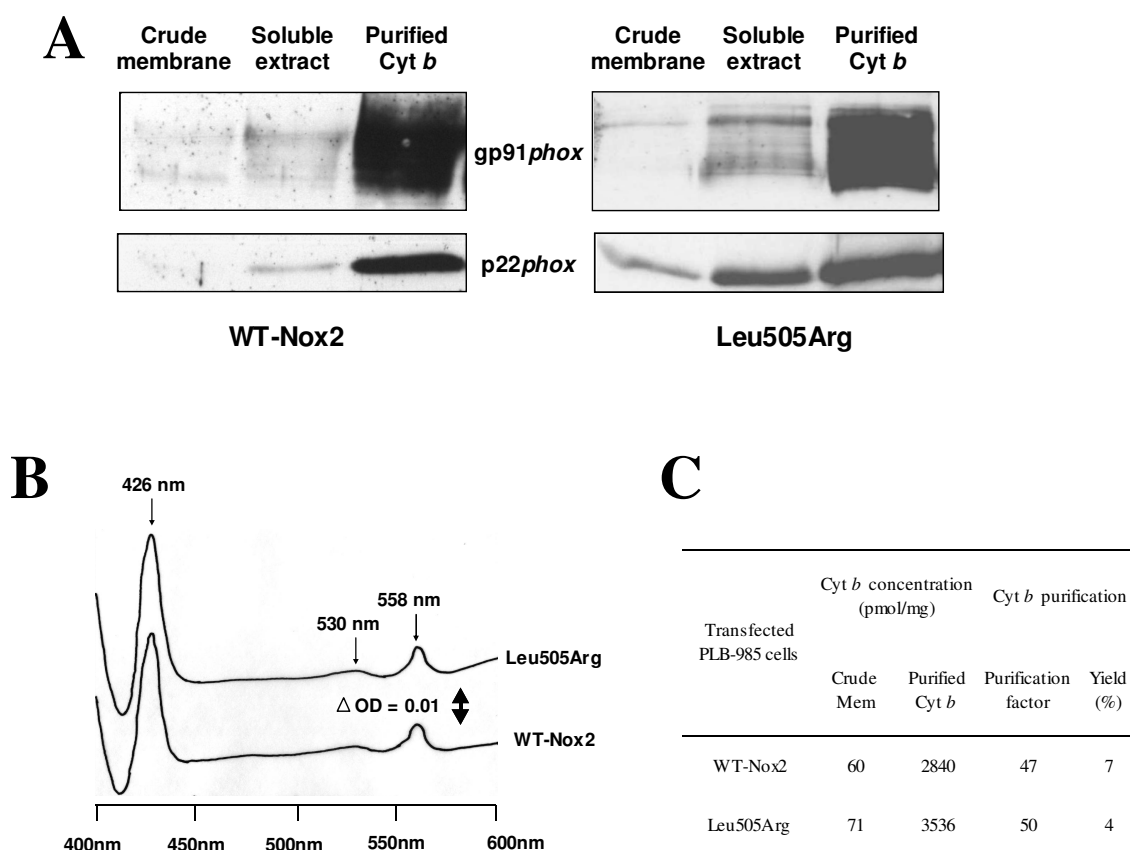 A
Crude membrane
Soluble extract
Purified Cyt b
Crude membrane
Soluble extract
Purified Cyt b
gp91phox
p22phox
WT-Nox2
Leu505Arg
B
426 nm
530 nm
558 nm
Leu505Arg
△ OD = 0.01
WT-Nox2
400nm
450nm
500nm
550nm
600nm
C
Transfected PLB-985 cells
Cyt b concentration (pmol/mg)
Cyt b purification
Crude Mem
Purified Cyt b
Purification factor
Yield (%)
WT-Nox2 60 2840 47 7
Leu505Arg 71 3536 50 4